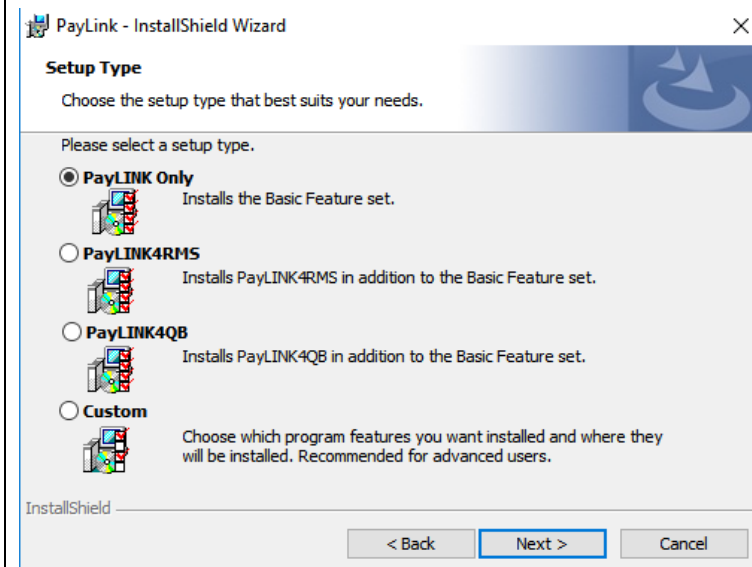 PayLink - InstallShield Wizard
Setup Type
Choose the setup type that best suits your needs.
Please select a setup type.
PayLINK Only
Installs the Basic Feature set.
PayLINK4RMS
Installs PayLINK4RMS in addition to the Basic Feature set.
PayLINK4QB
Installs PayLINK4QB in addition to the Basic Feature set.
Custom
Choose which program features you want installed and where they
will be installed. Recommended for advanced users.
InstallShield
< Back Next > Cancel